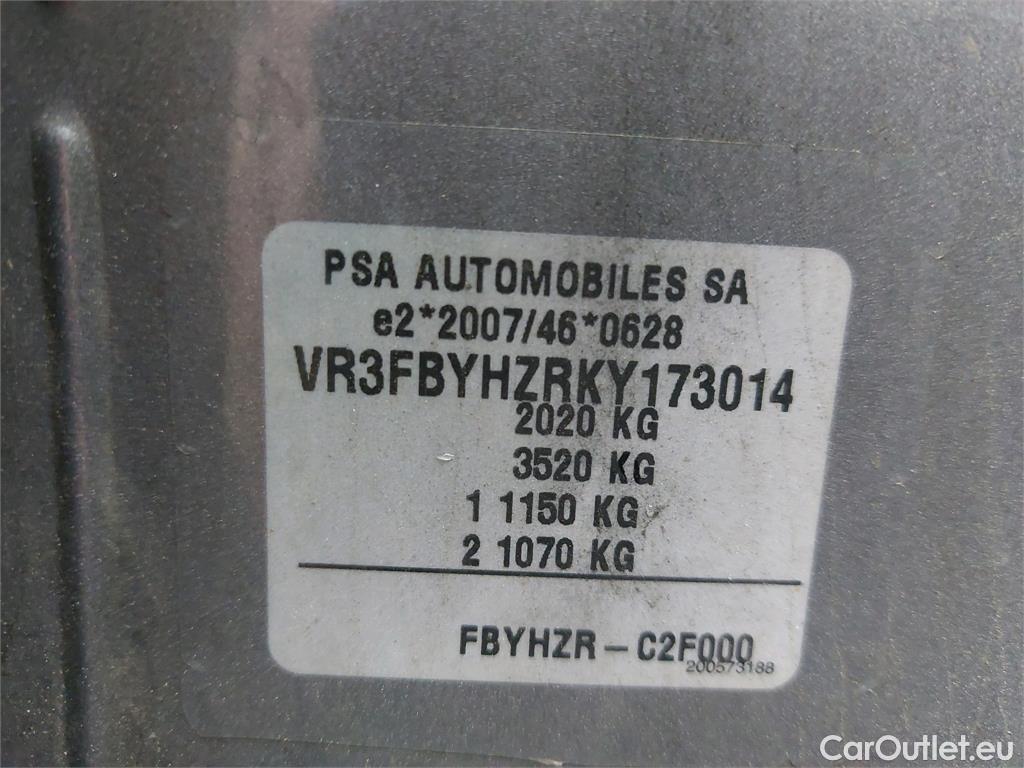 PSA AUTOMOBILES SA
e2*2007/46*0628
VR3FBYHZRKY173014
2020 KG
3520 KG
1 1150 KG
2 1070 KG
FBYHZR – C2F000
200573188
CarOutlet.eu